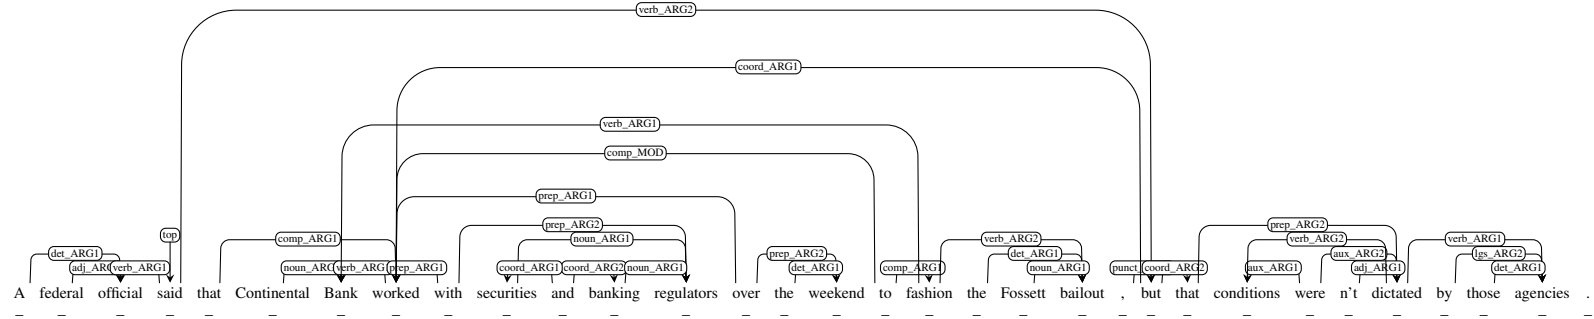 verb_ARG2
coord_ARG1
verb_ARG1
comp_MOD
prep_ARG1
prep_ARG2 prep_ARG2
top comp_ARG1 noun_ARG1 verb_ARG2 verb_ARG2 verb_ARG1
det_ARG1 prep_ARG2 det_ARG1 aux_ARG2 lgs_ARG2
verb_ARG1 prep_ARG1 coord_ARG1 coord_ARG2 noun_ARG1 det_ARG1 comp_ARG1 noun_ARG1 coord_ARG2 aux_ARG1 adj_ARG1 det_ARG1
A federal official said that Continental Bank worked with securities and banking regulators over the weekend to fashion the Fossett bailout , but that conditions were n't dictated by those agencies .
_ _ _ _ _ _ _ _ _ _ _ _ _ _ _ _ _ _ _ _ _ _ _ _ _ _ _ _ _ _ _ _